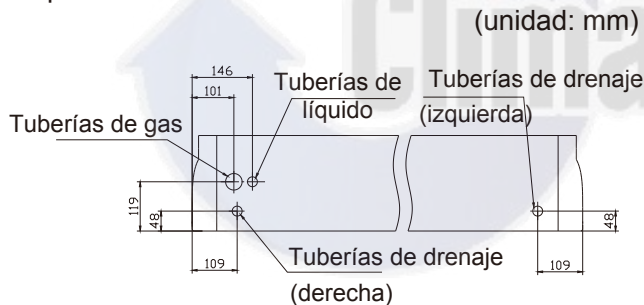 (unidad: mm)
146
101
Tuberías de líquido
Tuberías de drenaje (izquierda)
Tuberías de gas
119
48
48
109
109
Tuberías de drenaje (derecha)
Clima